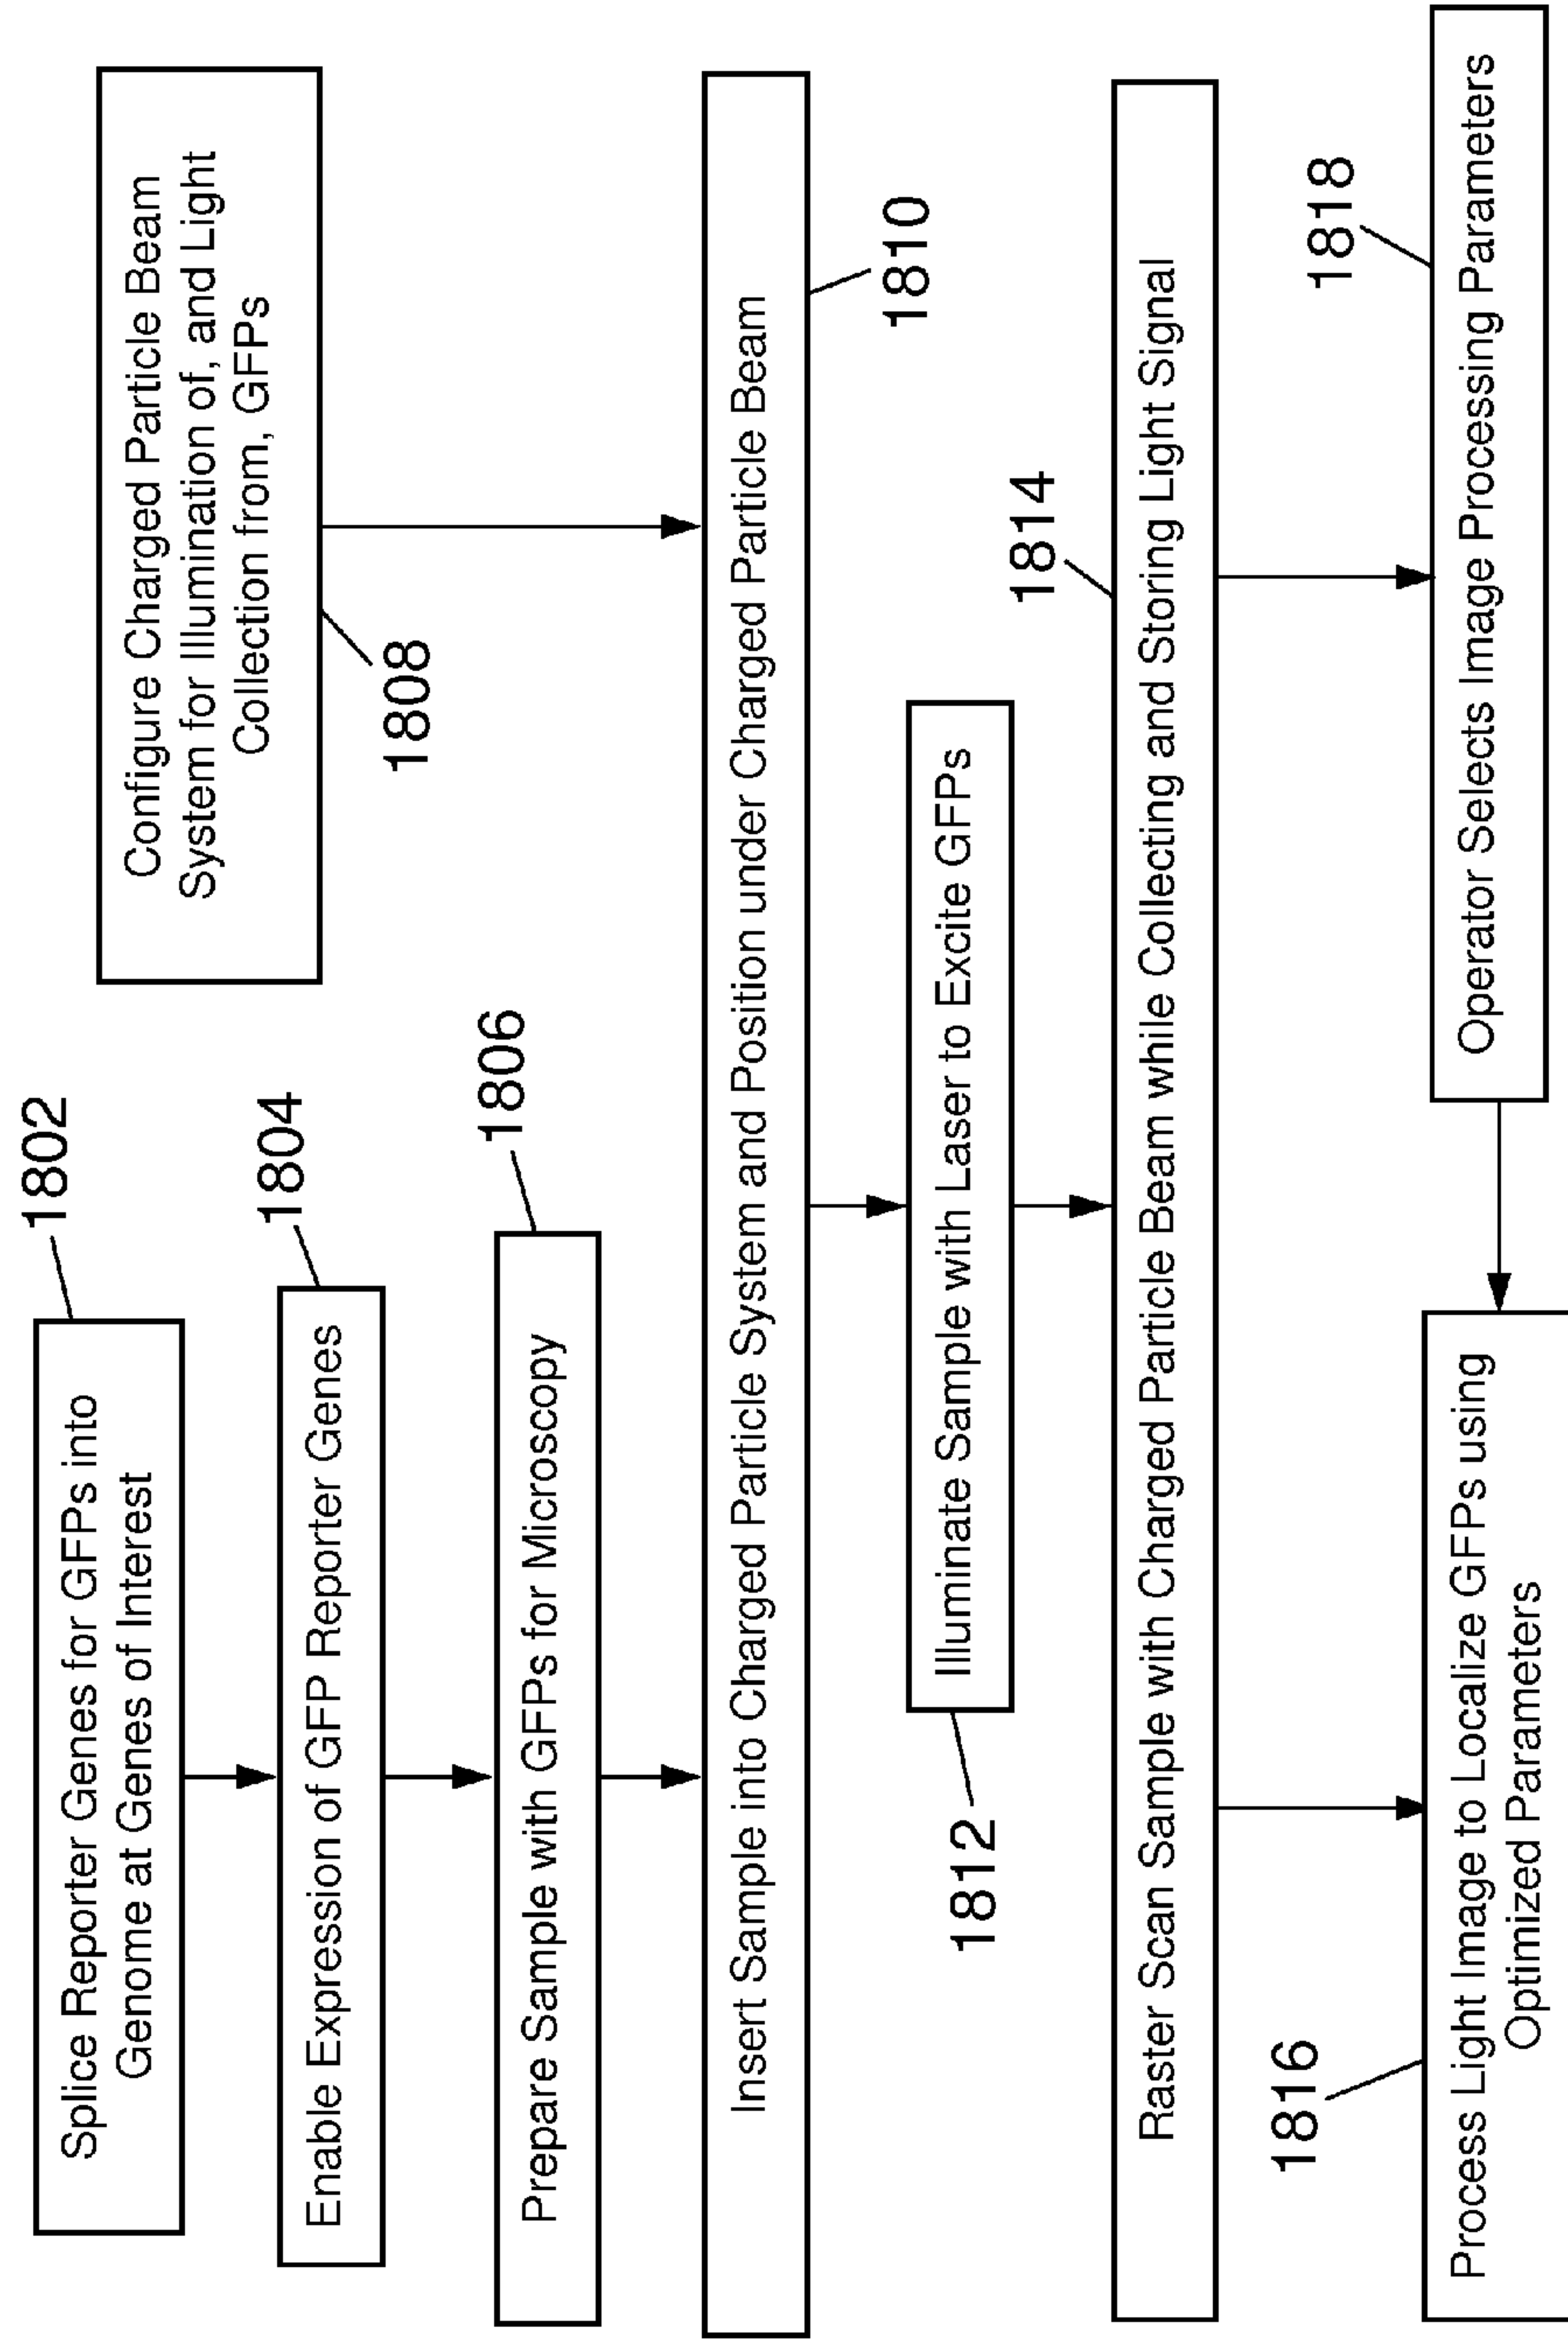 1802
Splice Reporter Genes for GFPs into
Genome at Genes of Interest
1804
Enable Expression of GFP Reporter Genes
1806
Prepare Sample with GFPs for Microscopy
Configure Charged Particle Beam
System for Illumination of, and Light
Collection from, GFPs
1808
Insert Sample into Charged Particle System and Position under Charged Particle Beam
1810
Illuminate Sample with Laser to Excite GFPs
1812
1814
Raster Scan Sample with Charged Particle Beam while Collecting and Storing Light Signal
1816
Process Light Image to Localize GFPs using
Optimized Parameters
1818
Operator Selects Image Processing Parameters